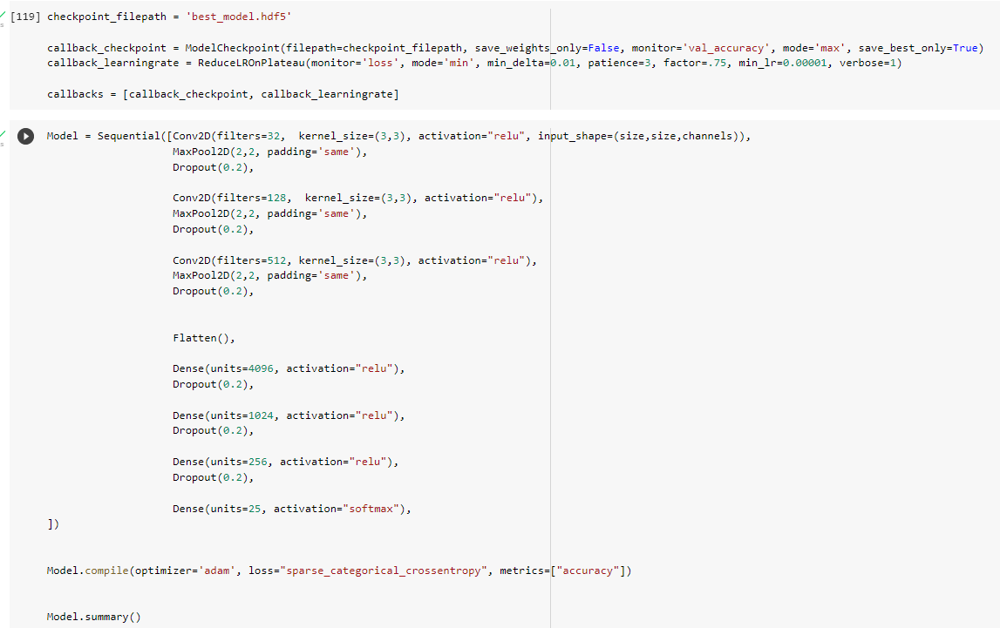 [119] checkpoint_filepath = 'best_model.hdf5'
callback_checkpoint = ModelCheckpoint(filepath=checkpoint_filepath, save_weights_only=False, monitor='val_accuracy', mode='max', save_best_only=True)
callback_learningrate = ReduceLROnPlateau(monitor='loss', mode='min', min_delta=0.01, patience=3, factor=.75, min_lr=0.00001, verbose=1)
callbacks = [callback_checkpoint, callback_learningrate]
Model = Sequential([Conv2D(filters=32,  kernel_size=(3,3), activation="relu", input_shape=(size,size,channels)),
MaxPool2D(2,2, padding='same'),
Dropout(0.2),
Conv2D(filters=128,  kernel_size=(3,3), activation="relu"),
MaxPool2D(2,2, padding='same'),
Dropout(0.2),
Conv2D(filters=512, kernel_size=(3,3), activation="relu"),
MaxPool2D(2,2, padding='same'),
Dropout(0.2),
Flatten(),
Dense(units=4096, activation="relu"),
Dropout(0.2),
Dense(units=1024, activation="relu"),
Dropout(0.2),
Dense(units=256, activation="relu"),
Dropout(0.2),
Dense(units=25, activation="softmax"),
])
Model.compile(optimizer='adam', loss="sparse_categorical_crossentropy", metrics=["accuracy"])
Model.summary()